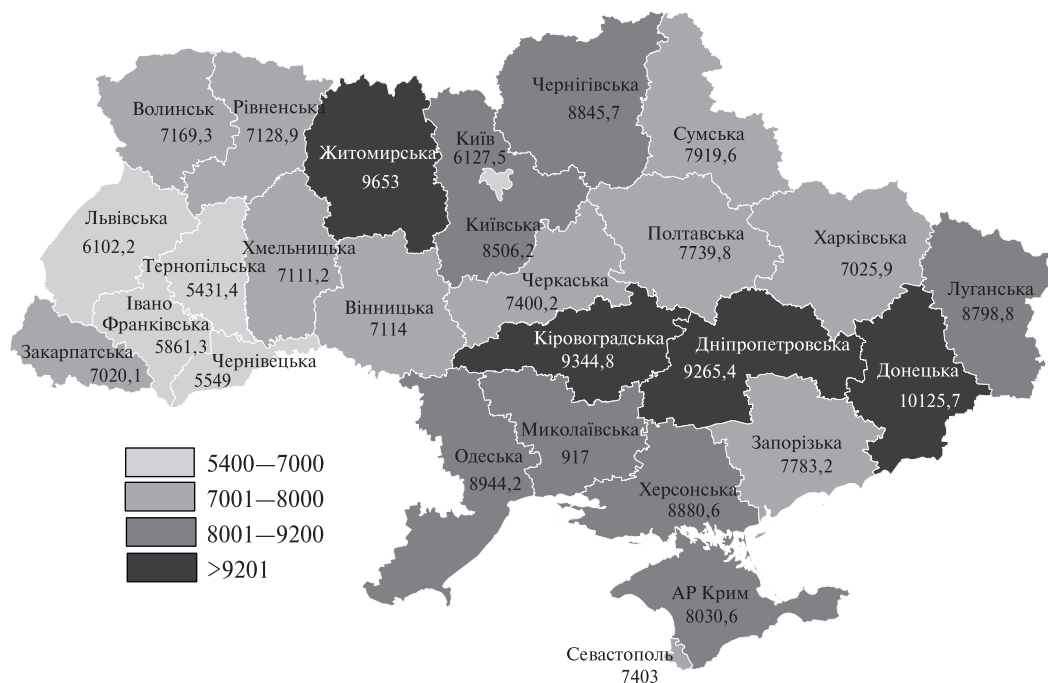 Чернігівська
8845,7
Волинськ
7169,3
Рівненська
7128,9
Житомирська
9653
Київ
6127,5
Сумська
7919,6
Львівська
6102,2
Тернопільська
5431,4
Хмельницька
7111,2
Київська
8506,2
Полтавська
7739,8
Харківська
7025,9
Черкаська
7400,2
Луганська
8798,8
Вінницька
7114
Івано
Франківська
5861,3
Закарпатська
7020,1
Чернівецька
5549
Кіровоградська
9344,8
Дніпропетровська
9265,4
Донецька
10125,7
Миколаївська
917
Одеська
8944,2
Запорізька
7783,2
Херсонська
8880,6
АР Крим
8030,6
Севастополь
7403
5400—7000
7001—8000
8001—9200
>9201